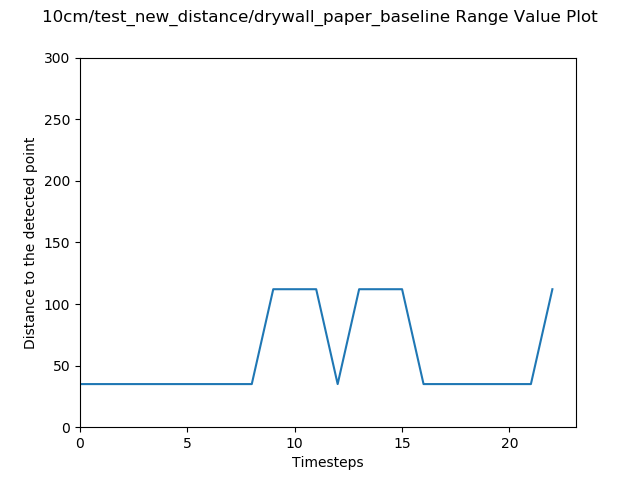 10cm/test_new_distance/drywall_paper_baseline Range Value Plot
300
250
200
150
100
50
0
Distance to the detected point
0 5 10 15 20
Timesteps